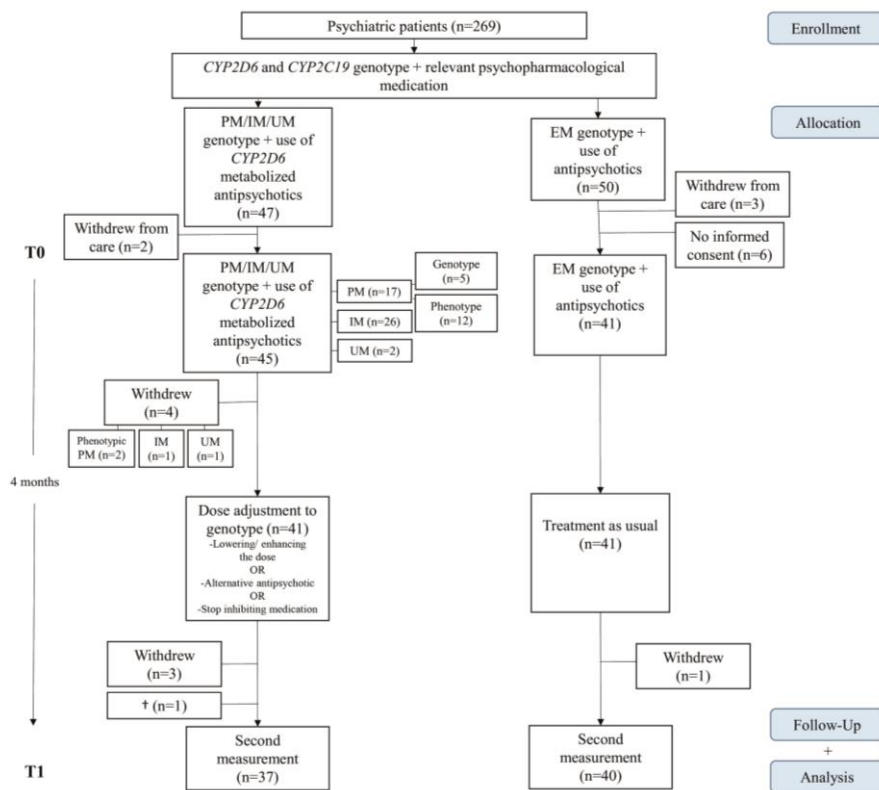 Psychiatric patients (n=269)
Enrollment
CYP2D6 and CYP2C19 genotype + relevant psychopharmacological
medication
Allocation
PM/IM/UM
genotype + use of
CYP2D6
metabolized
antipsychotics
(n=47)
EM genotype +
use of
antipsychotics
(n=50)
Withdrew from
care (n=3)
No informed
consent (n=6)
Withdrew from
care (n=2)
T0
PM/IM/UM
genotype + use of
CYP2D6
metabolized
antipsychotics
(n=45)
PM (n=17)
IM (n=26)
UM (n=2)
Genotype
(n=5)
Phenotype
(n=12)
EM genotype +
use of
antipsychotics
(n=41)
Withdrew
(n=4)
Phenotypic
PM (n=2)
IM
(n=1)
UM
(n=1)
4 months
Dose adjustment to
genotype (n=41)
-Lowering/ enhancing
the dose
OR
-Alternative antipsychotic
OR
-Stop inhibiting medication
Treatment as usual
(n=41)
Withdrew
(n=3)
† (n=1)
Withdrew
(n=1)
Second
measurement
(n=37)
Second
measurement
(n=40)
T1
Follow-Up
+
Analysis